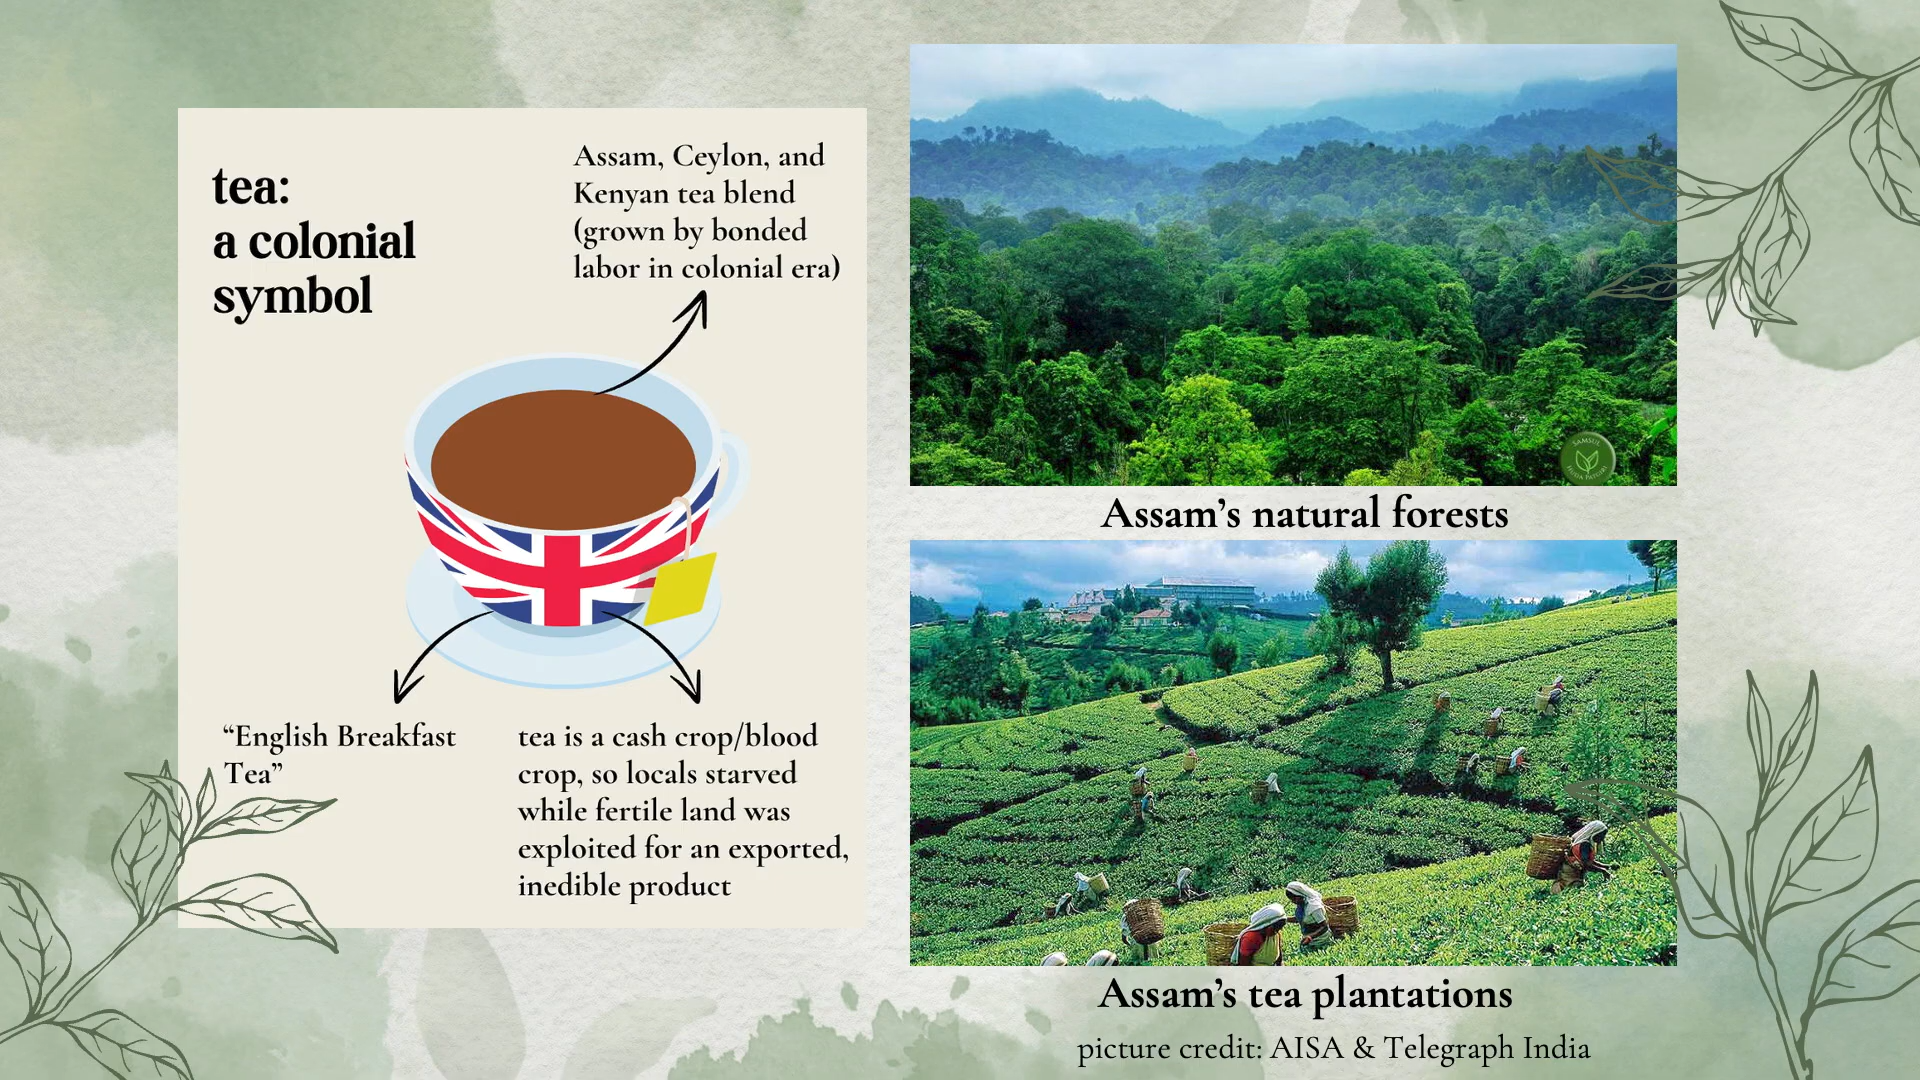 tea:
a colonial
symbol
Assam, Ceylon, and
Kenyan tea blend
(grown by bonded
labor in colonial era)
“English Breakfast
Tea”
tea is a cash crop/blood
crop, so locals starved
while fertile land was
exploited for an exported,
inedible product
SAMSUL
Assam’s natural forests
Assam’s tea plantations
picture credit: AISA & Telegraph India